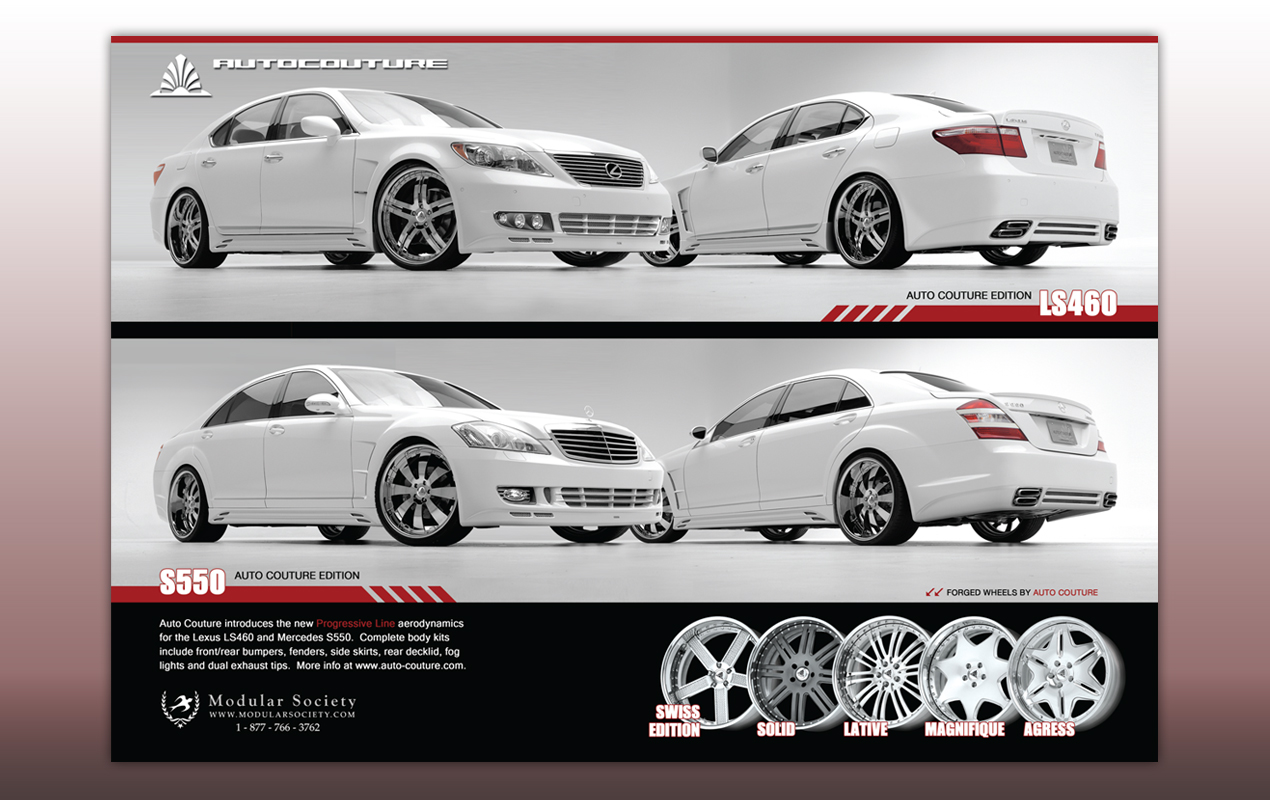 AUTOCOUTURE
AUTO COUTURE EDITION LS460
S550 AUTO COUTURE EDITION
FORGED WHEELS BY AUTO COUTURE
Auto Couture introduces the new Progressive Line aerodynamics
for the Lexus LS460 and Mercedes S550.  Complete body kits
include front/rear bumpers, fenders, side skirts, rear decklid, fog
lights and dual exhaust tips.  More info at www.auto-couture.com.
Modular Society
WWW.MODULARSOCIETY.COM
1 - 877 - 766 - 3762
SWISS
EDITION
SOLID
LATIVE
MAGNIFIQUE
AGRESS